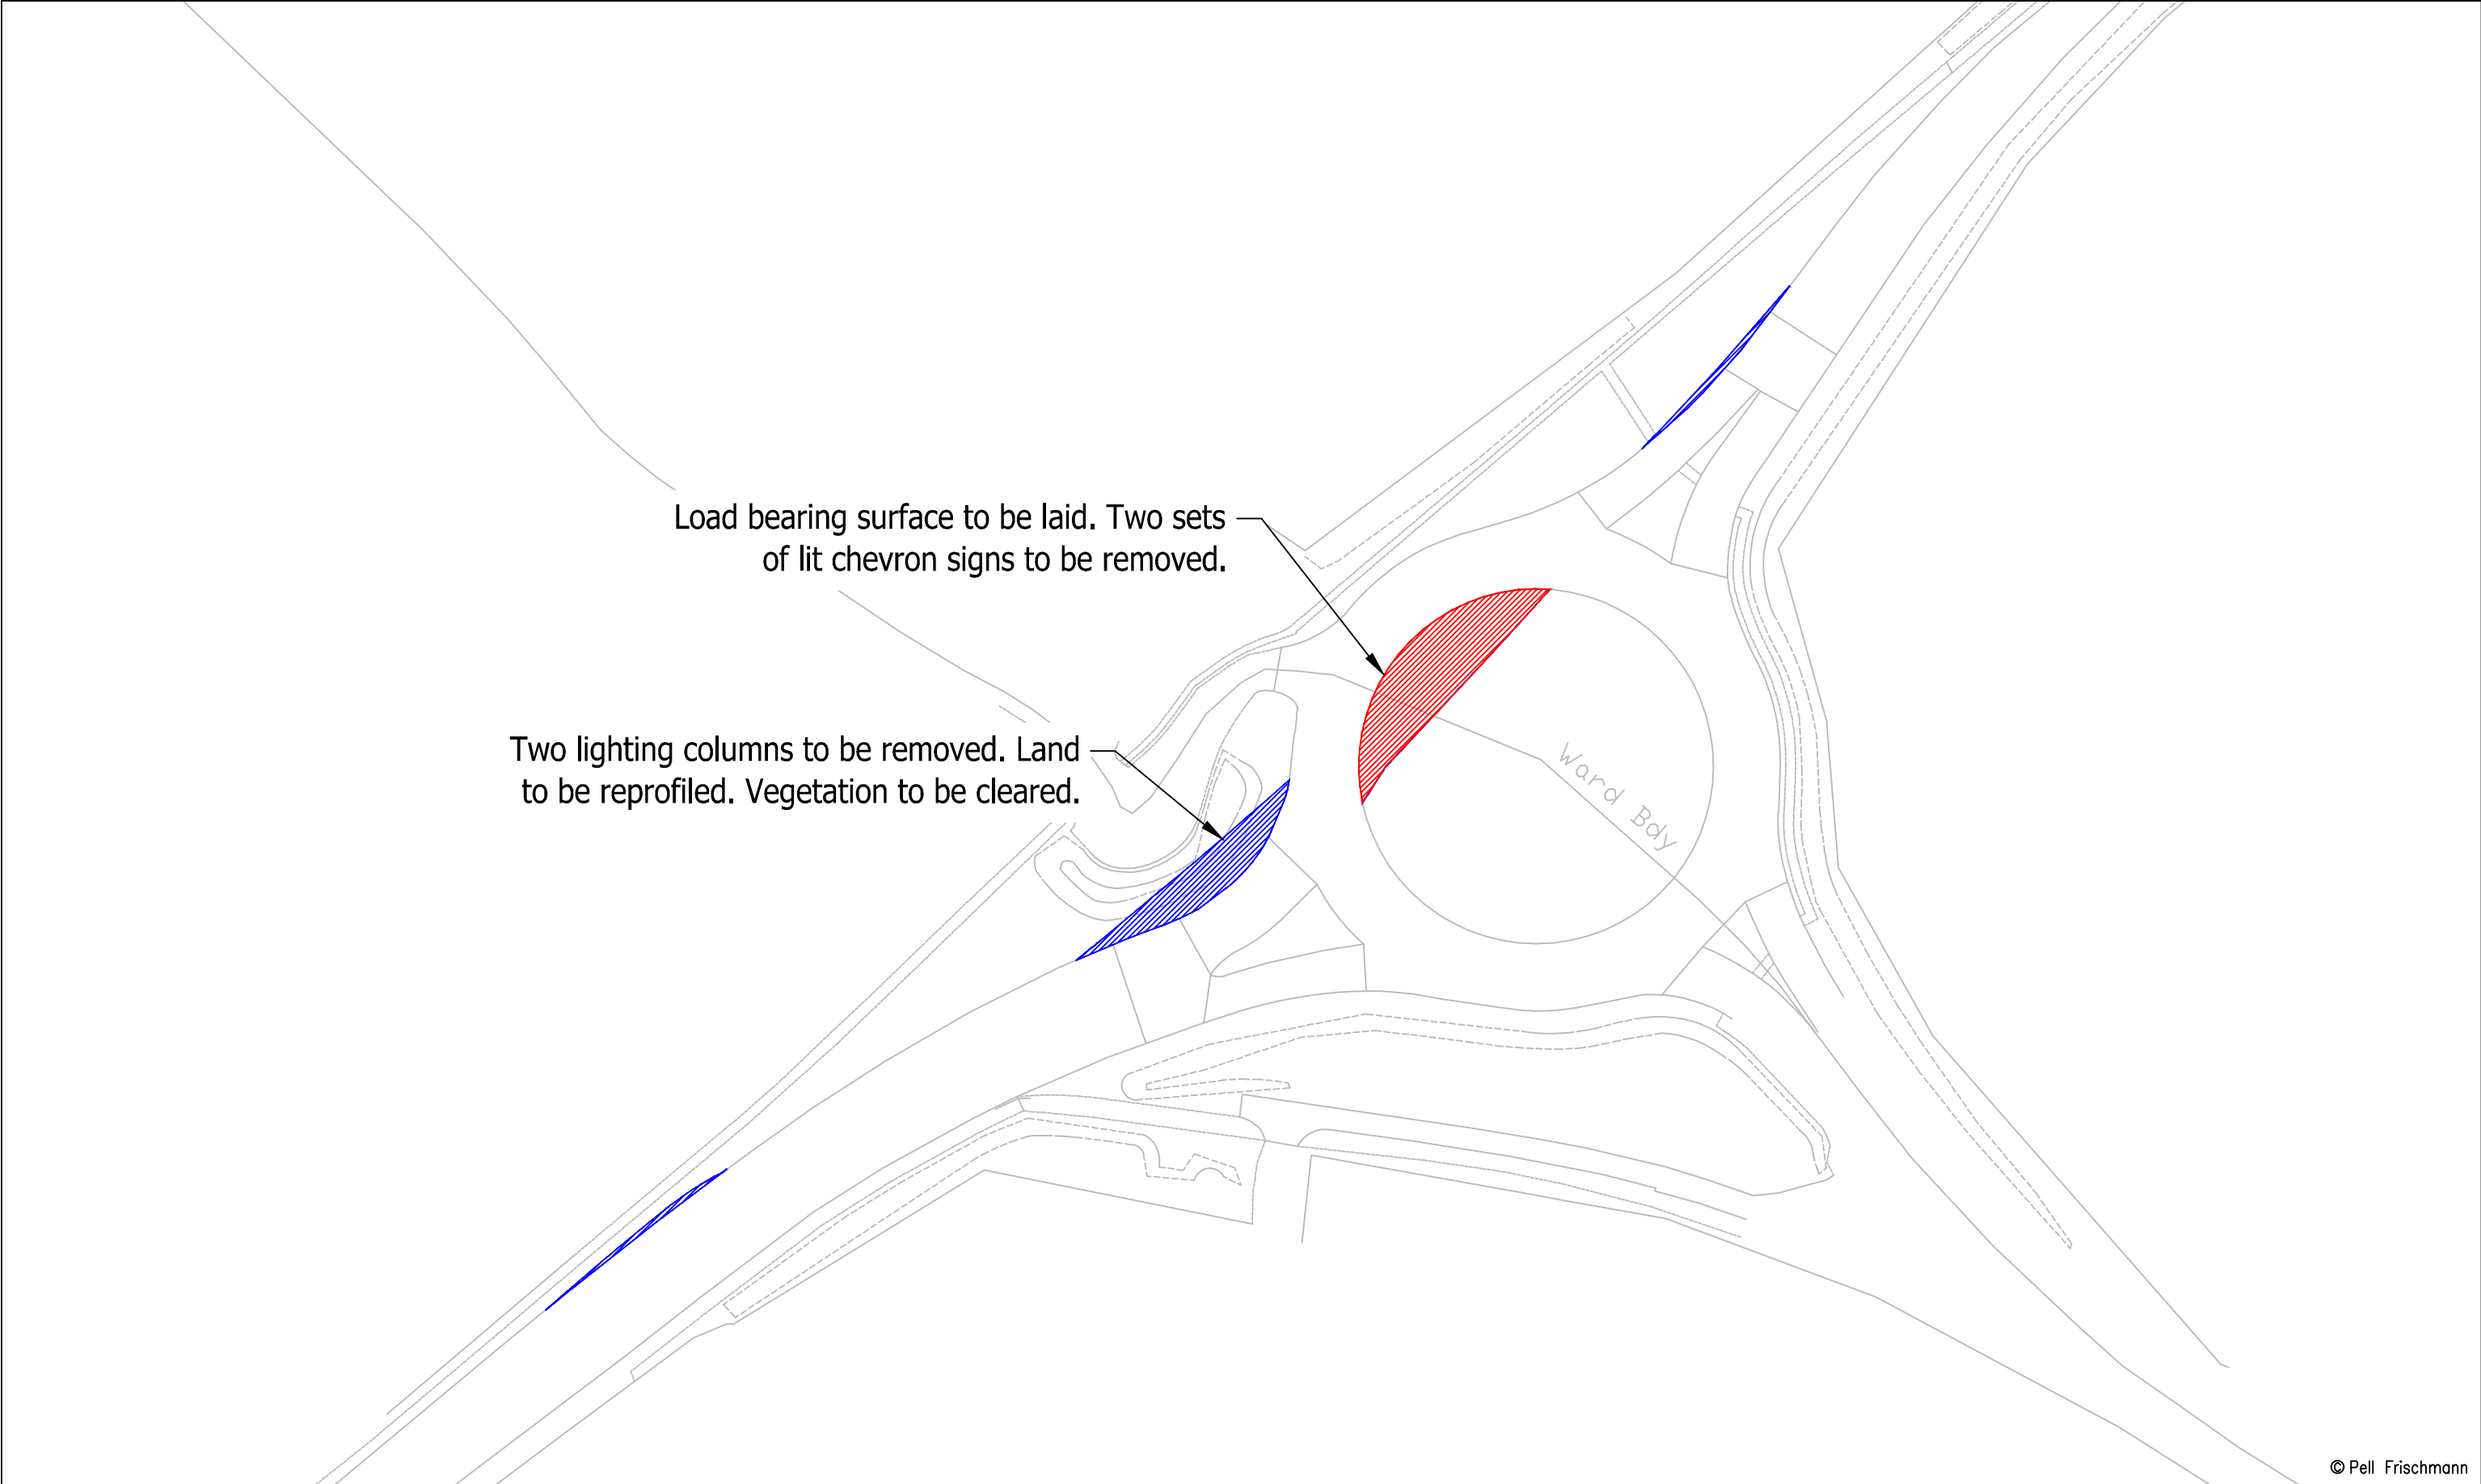 Load bearing surface to be laid. Two sets
of lit chevron signs to be removed.
Two lighting columns to be removed. Land
to be reprofiled. Vegetation to be cleared.
Ward Bdy
© Pell Frischmann